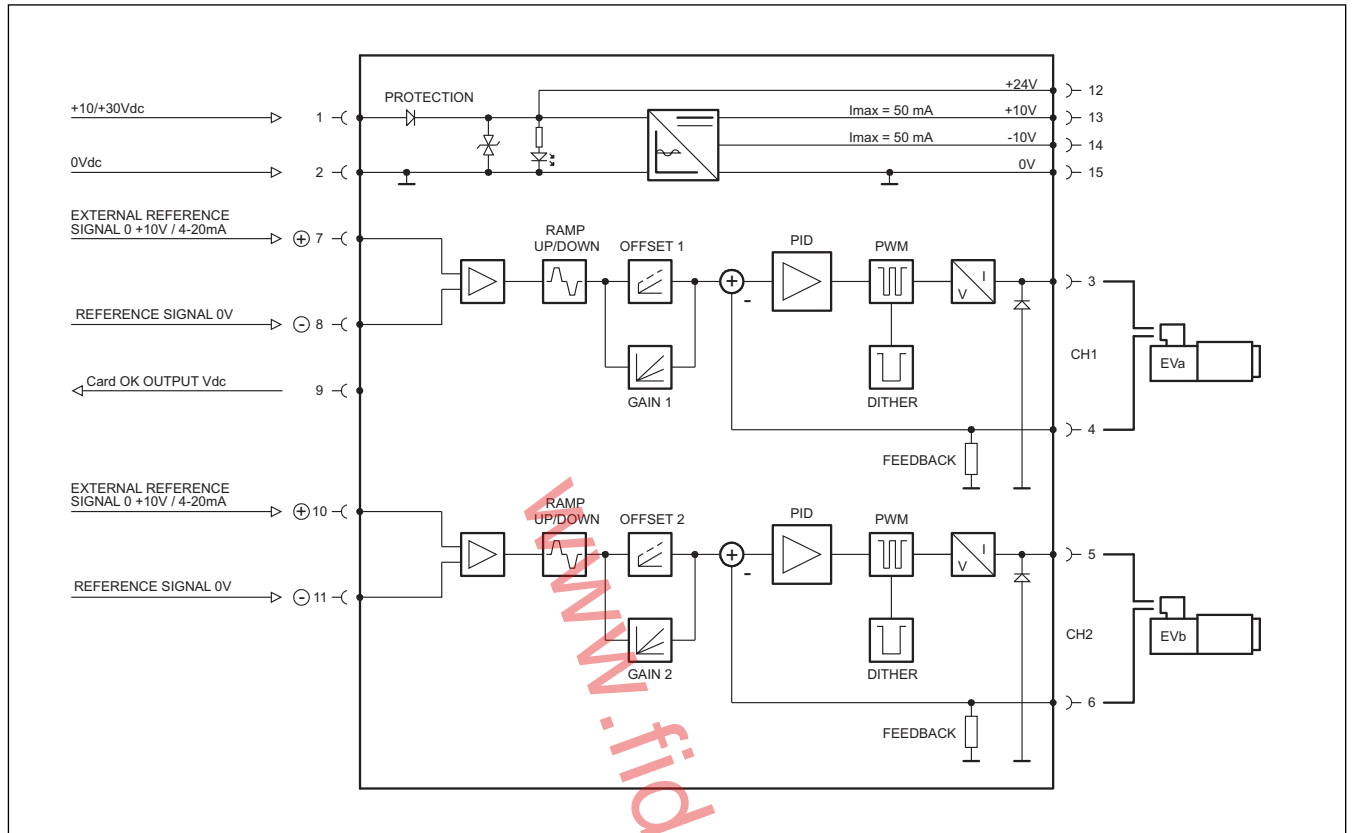 +10/+30Vdc
1
PROTECTION
+24V
12
Imax = 50 mA
+10V
13
Imax = 50 mA
-10V
14
0Vdc
2
0V
15
EXTERNAL REFERENCE
SIGNAL 0 +10V / 4-20mA
+ 7
RAMP
UP/DOWN
OFFSET 1
PID
PWM
+
-
I
V
3
REFERENCE SIGNAL 0V
- 8
GAIN 1
DITHER
CH1
EVa
Card OK OUTPUT Vdc
9
4
FEEDBACK
EXTERNAL REFERENCE
SIGNAL 0 +10V / 4-20mA
+ 10
RAMP
UP/DOWN
OFFSET 2
PID
PWM
+
-
I
V
5
REFERENCE SIGNAL 0V
- 11
GAIN 2
DITHER
CH2
EVb
6
FEEDBACK
www.fid